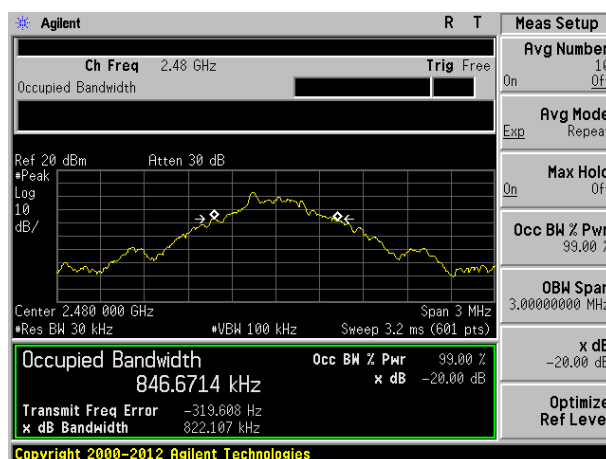 Agilent R T
Ch Freq 2.48 GHz Trig Free
Occupied Bandwidth
Ref 20 dBm Atten 30 dB
#Peak
Log
10
dB/
Center 2.480 000 GHz Span 3 MHz
#Res BW 30 kHz #VBW 100 kHz Sweep 3.2 ms (601 pts)
Occupied Bandwidth Occ BW % Pwr 99.00 %
846.6714 kHz x dB -20.00 dB
Transmit Freq Error -319.608 Hz
x dB Bandwidth 822.107 kHz
Copyright 2000-2012 Agilent Technologies
Meas Setup
Avg Number
10
On Of
Avg Mode
Exp Repea
Max Hold
On Of
Occ BW % Pwr
99.00 %
OBW Span
3.00000000 MHz
x dB
-20.00 dB
Optimize
Ref Leve